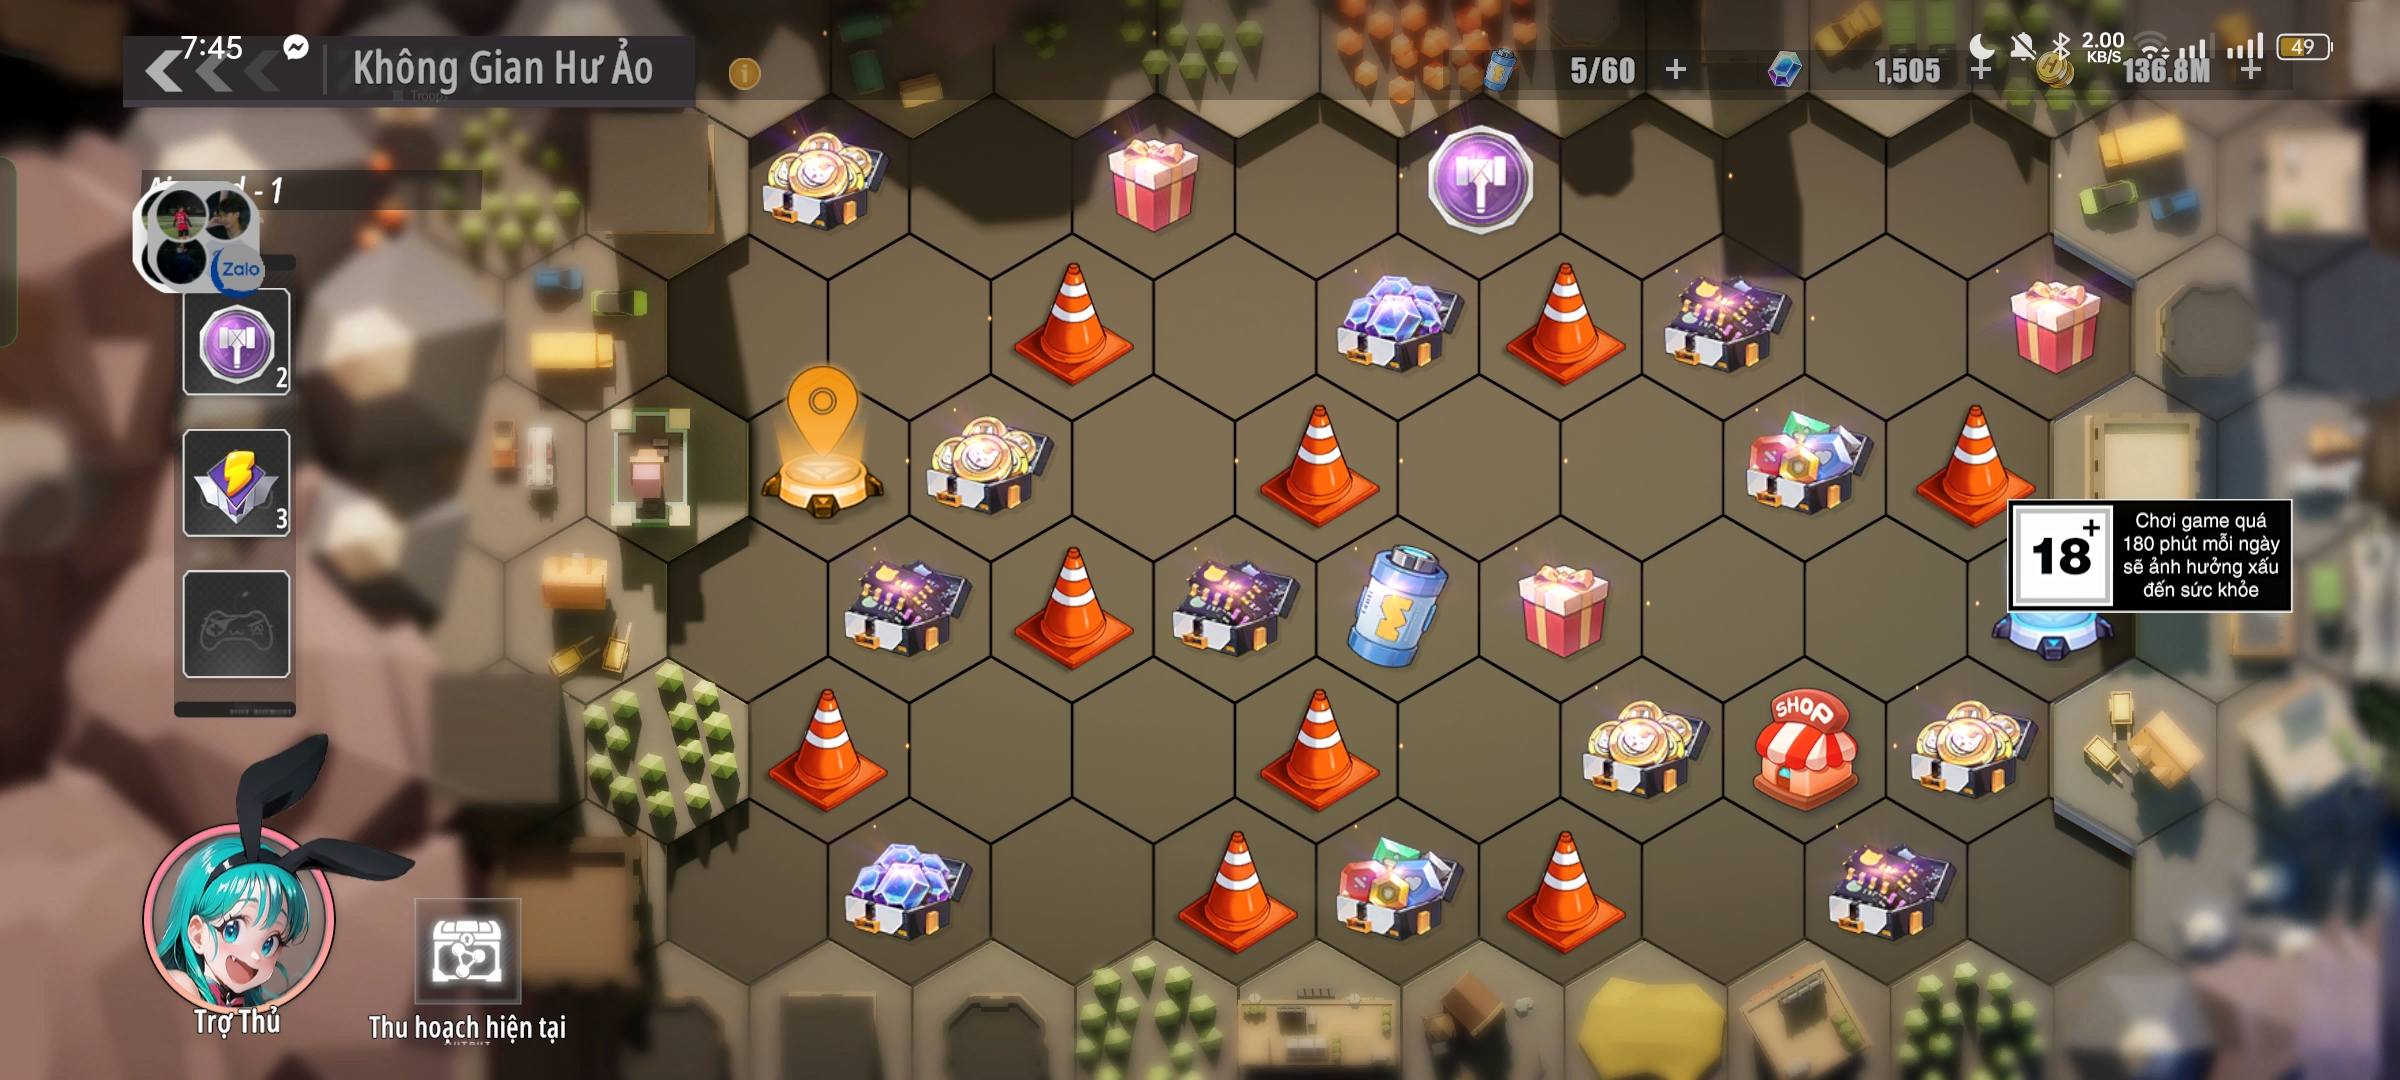 7:45
2.00
KB/S
49
Không Gian Hư Ảo
i
5/60
1,505
136.8M
Troops
- 1
Zalo
2
3
18+
Chơi game quá
180 phút mỗi ngày
sẽ ảnh hưởng xấu
đến sức khỏe
SHOP
Trợ Thủ
Thu hoạch hiện tại